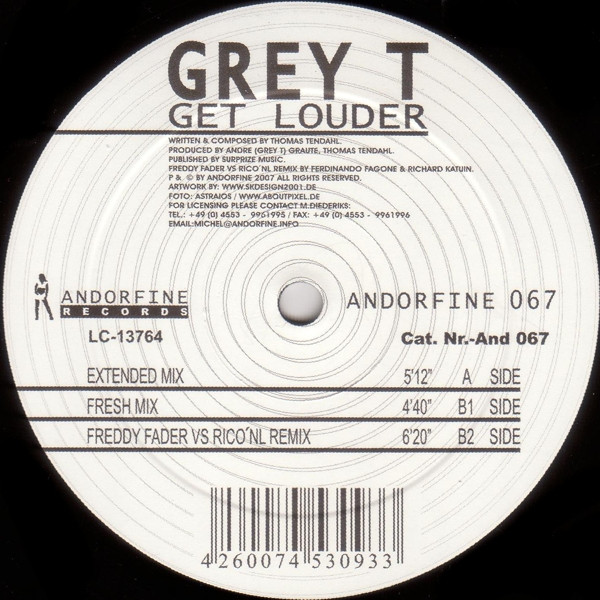 GREY T
GET LOUDER
WRITTEN & COMPOSED BY THOMAS TENDAHL.
PRODUCED BY ANDRE (GREY T) GRAUTE, THOMAS TENDAHL.
PUBLISHED BY SURPRIZE MUSIC.
FREDDY FADER VS RICO´NL REMIX BY FERDINANDO FAGONE & RICHARD KATUIN.
P & © BY ANDORFINE 2007 ALL RIGHTS RESERVED.
ARTWORK BY: WWW.SKDESIGN2001.DE
FOTO: ASTRAIOS / WWW.ABOUTPIXEL.DE
FOR LICENSING PLEASE CONTACT M.DIEDERIKS:
TEL.: +49 (0) 4553 - 9961995 / FAX: +49 (0) 4553 - 9961996
EMAIL:MICHEL@ANDORFINE.INFO
ANDORFINE
RECORDS
ANDORFINE 067
LC-13764
Cat. Nr.-And 067
EXTENDED MIX 5'12" A SIDE
FRESH MIX 4'40" B1 SIDE
FREDDY FADER VS RICO´NL REMIX 6'20" B2 SIDE
4 260074 530933